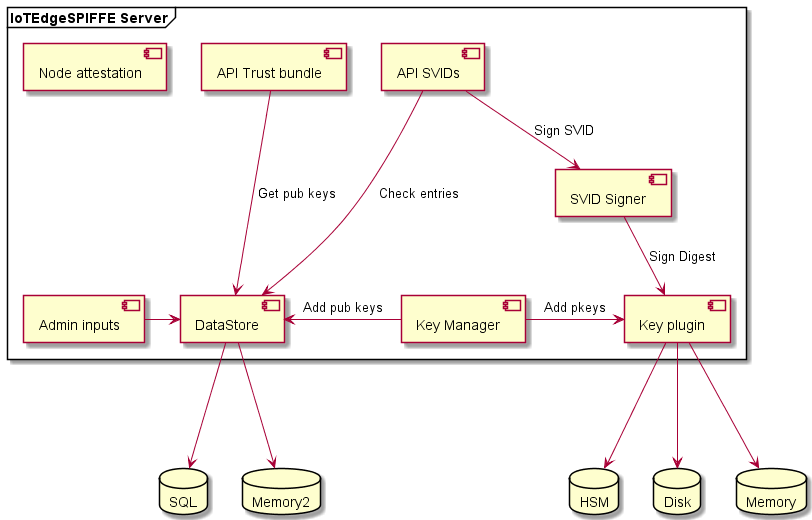 IoTEdgeSPIFFE Server
Node attestation
API Trust bundle
API SVIDs
Sign SVID
Get pub keys
Check entries
SVID Signer
Sign Digest
Admin inputs
DataStore
Add pub keys
Key Manager
Add pkeys
Key plugin
SQL
Memory2
HSM
Disk
Memory